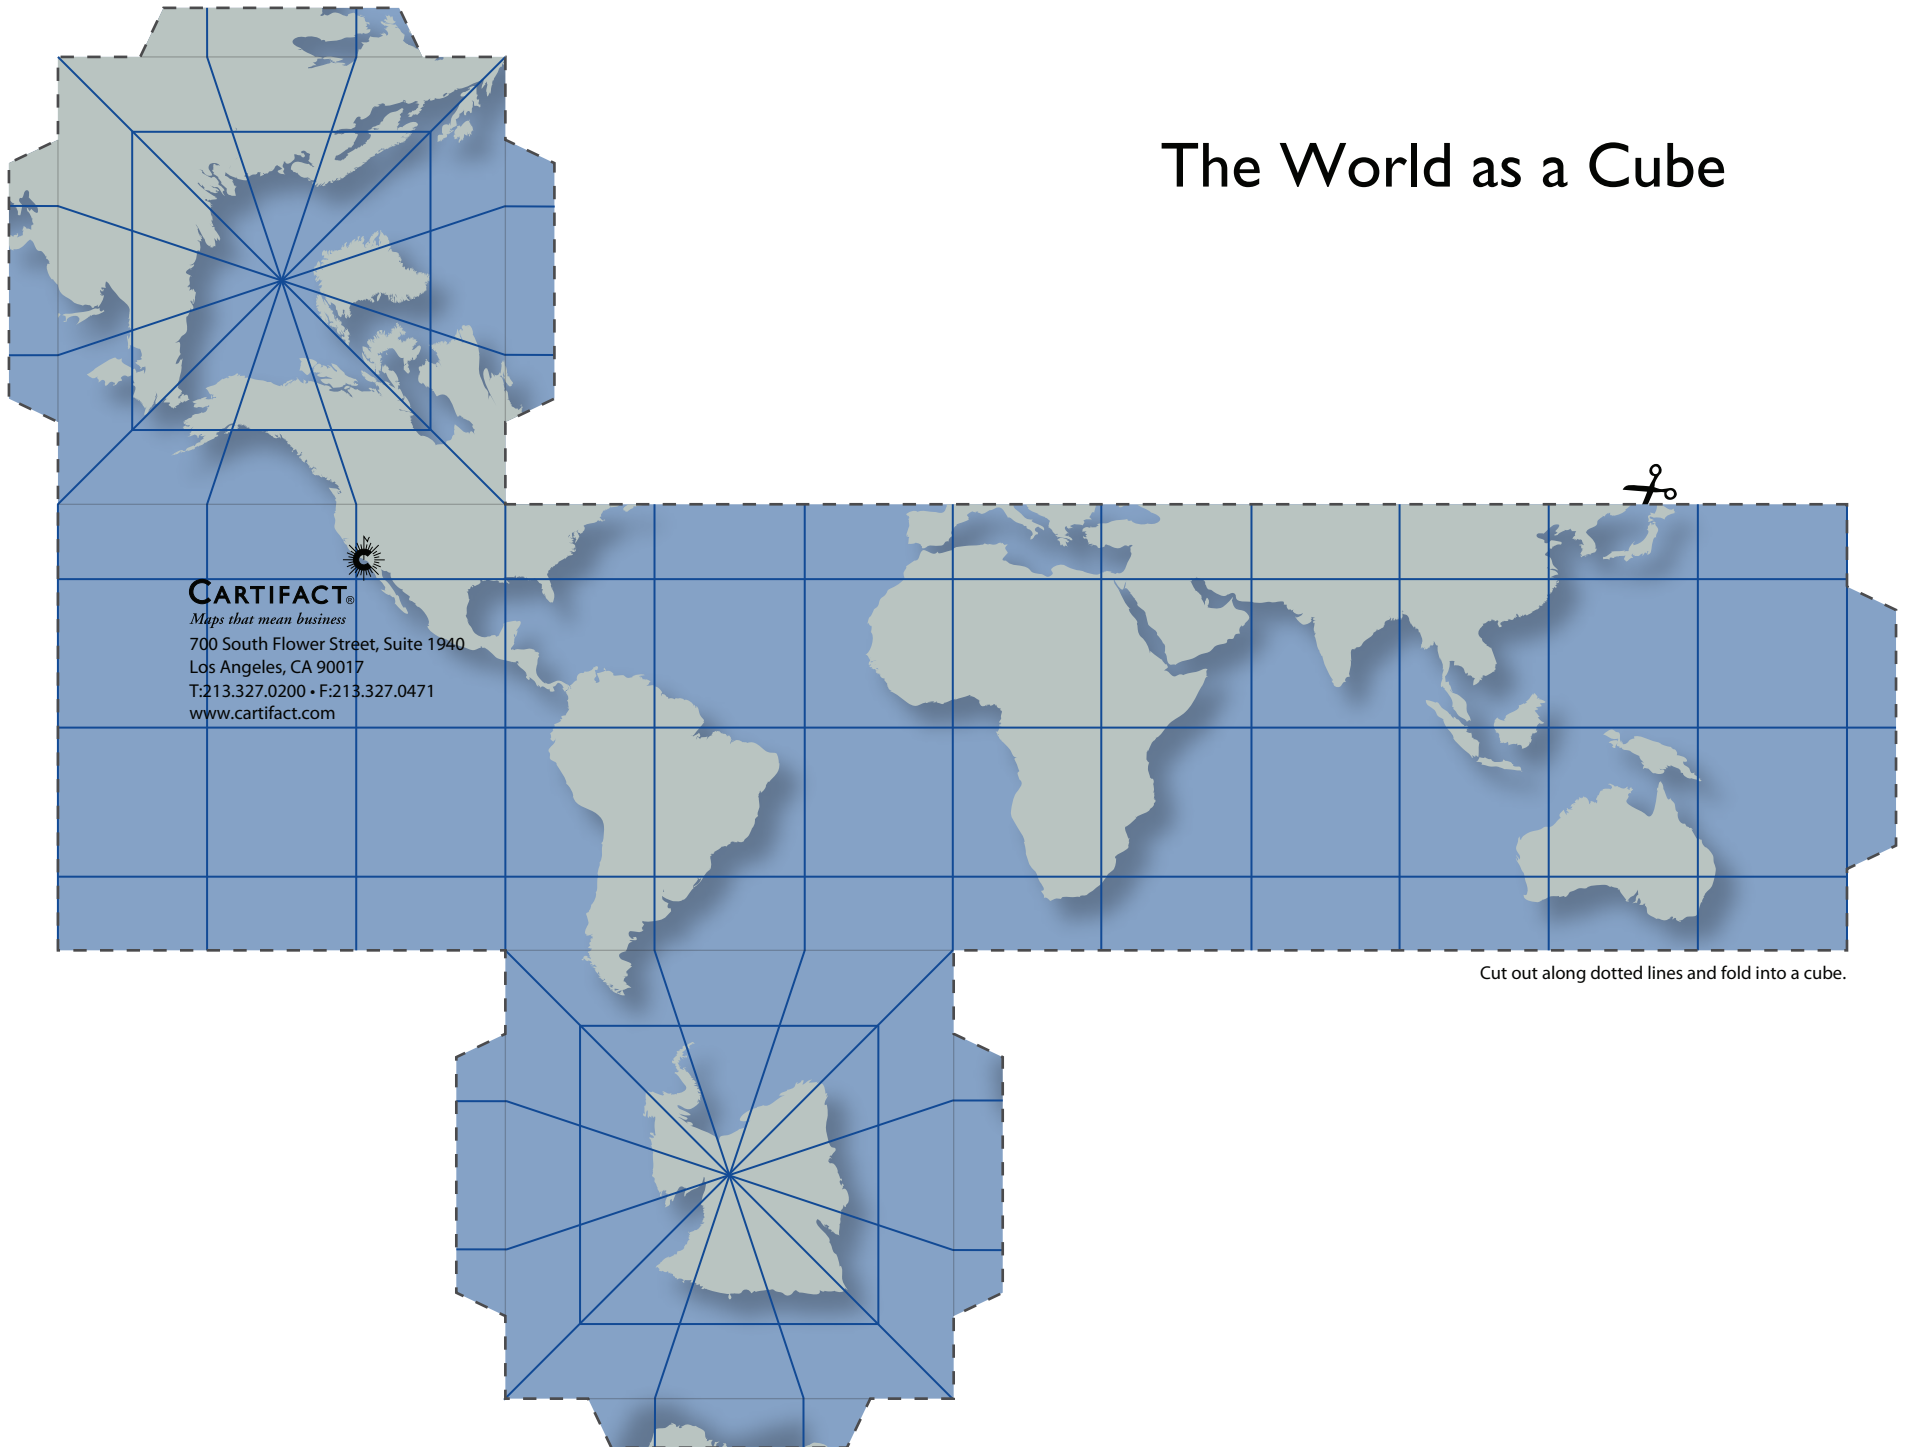 The World as a Cube
CARTIFACT®
Maps that mean business
700 South Flower Street, Suite 1940
Los Angeles, CA 90017
T:213.327.0200 • F:213.327.0471
www.cartifact.com
Cut out along dotted lines and fold into a cube.